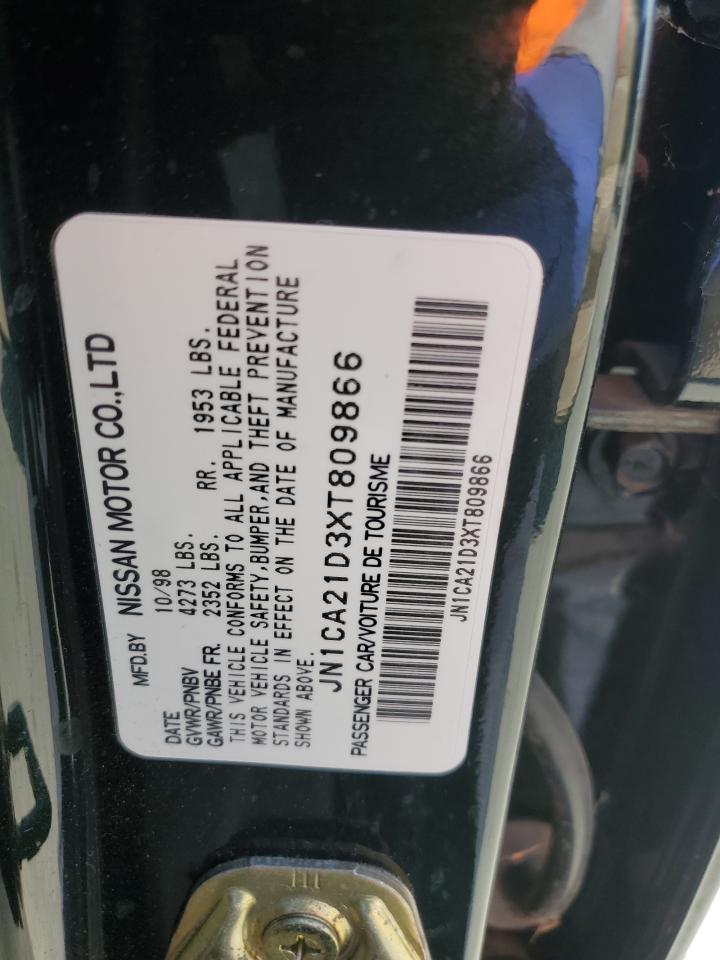 MFD.BY NISSAN MOTOR CO.,LTD
DATE 10/98
GVWR/PNBV 4273 LBS.
GAWR/PNBE FR. 2352 LBS. RR. 1953 LBS.
THIS VEHICLE CONFORMS TO ALL APPLICABLE FEDERAL
MOTOR VEHICLE SAFETY,BUMPER,AND THEFT PREVENTION
STANDARDS IN EFFECT ON THE DATE OF MANUFACTURE
SHOWN ABOVE.
JN1CA21D3XT809866
PASSENGER CAR/VOITURE DE TOURISME
JN1CA21D3XT809866